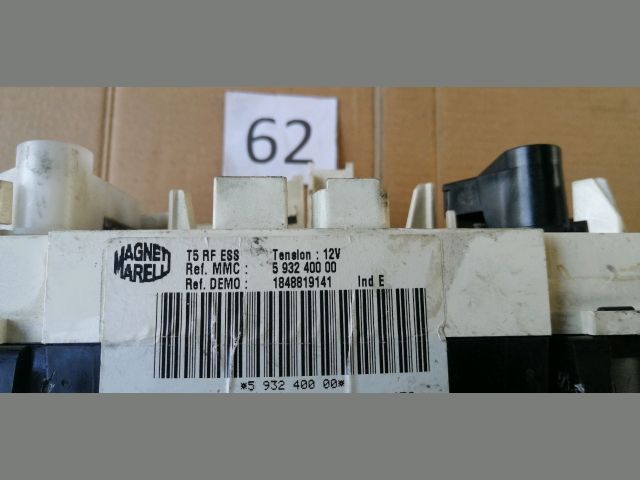 62
MAGNETI MARELLI
T5 RF ESS Tension : 12V
Ref. MMC : 5 932 400 00
Ref. DEMO : 1848819141 Ind E
*5 932 400 00*